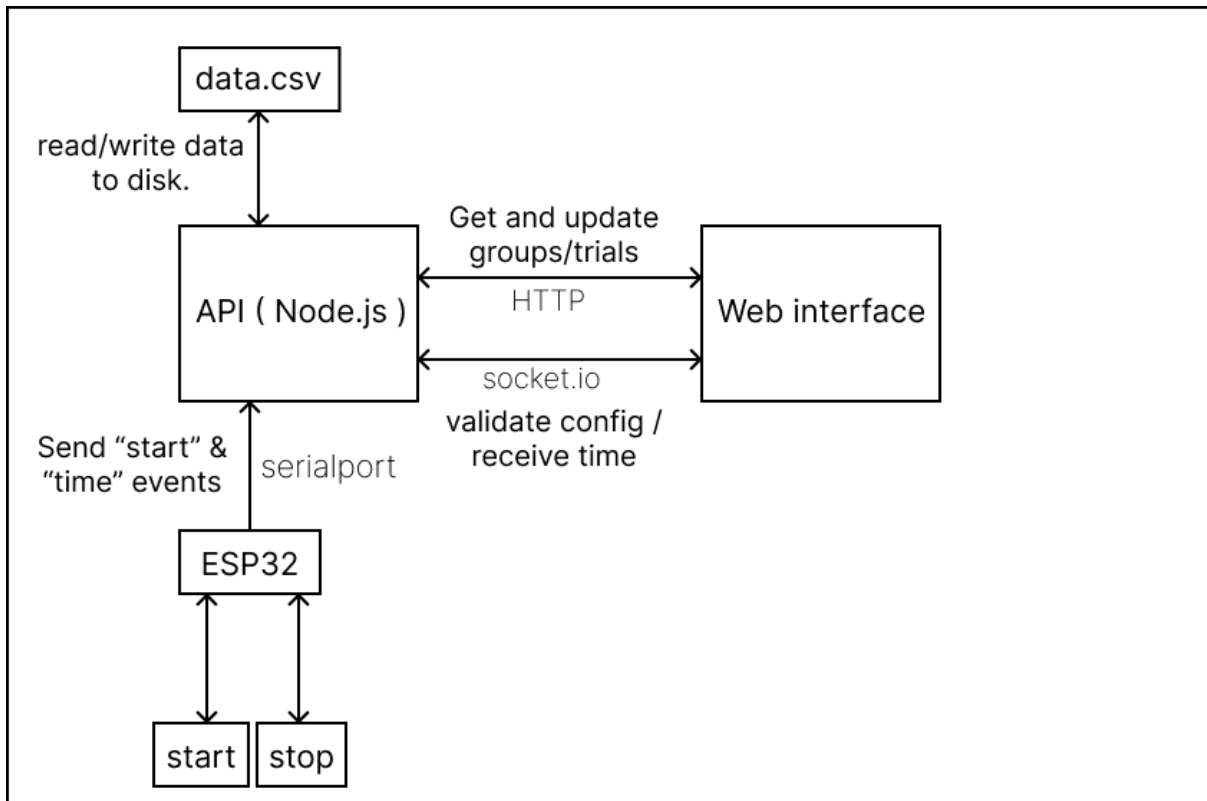 data.csv
read/write data
to disk.
Get and update
groups/trials
HTTP
API ( Node.js )
Web interface
socket.io
validate config /
receive time
Send “start” &
“time” events
serialport
ESP32
start
stop